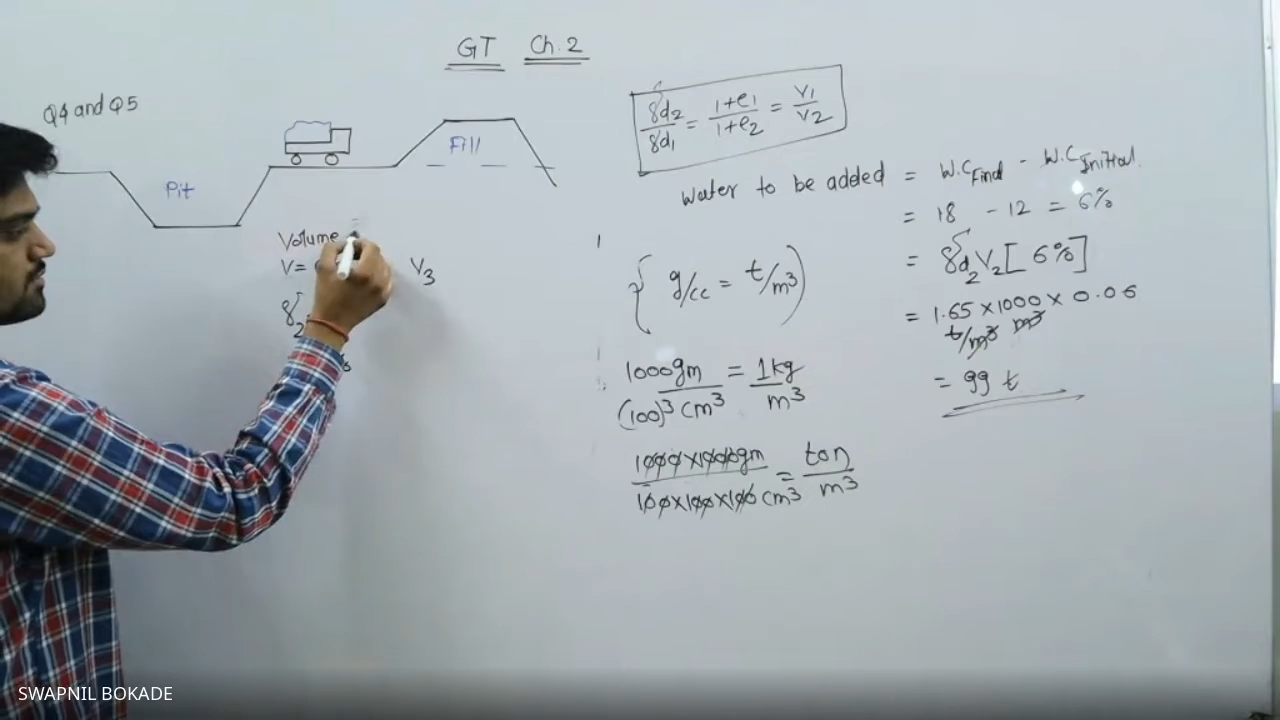 GT Ch. 2
Q4 and Q5
Pit
Fill
Volume =
V=
V3
γ2
γd2/γd1 = 1+e1/1+e2 = V1/V2
Water to be added = W.C Final - W.C Initial
= 18 - 12 = 6%
= γd2 V2 [6%]
= 1.65 × 1000 × 0.06
t/m³ m³
= 99 t
{ g/cc = t/m³ )
1000gm/(100)³ cm³ = 1kg/m³
1000×1000gm/100×100×100 cm³ = ton/m³
SWAPNIL BOKADE